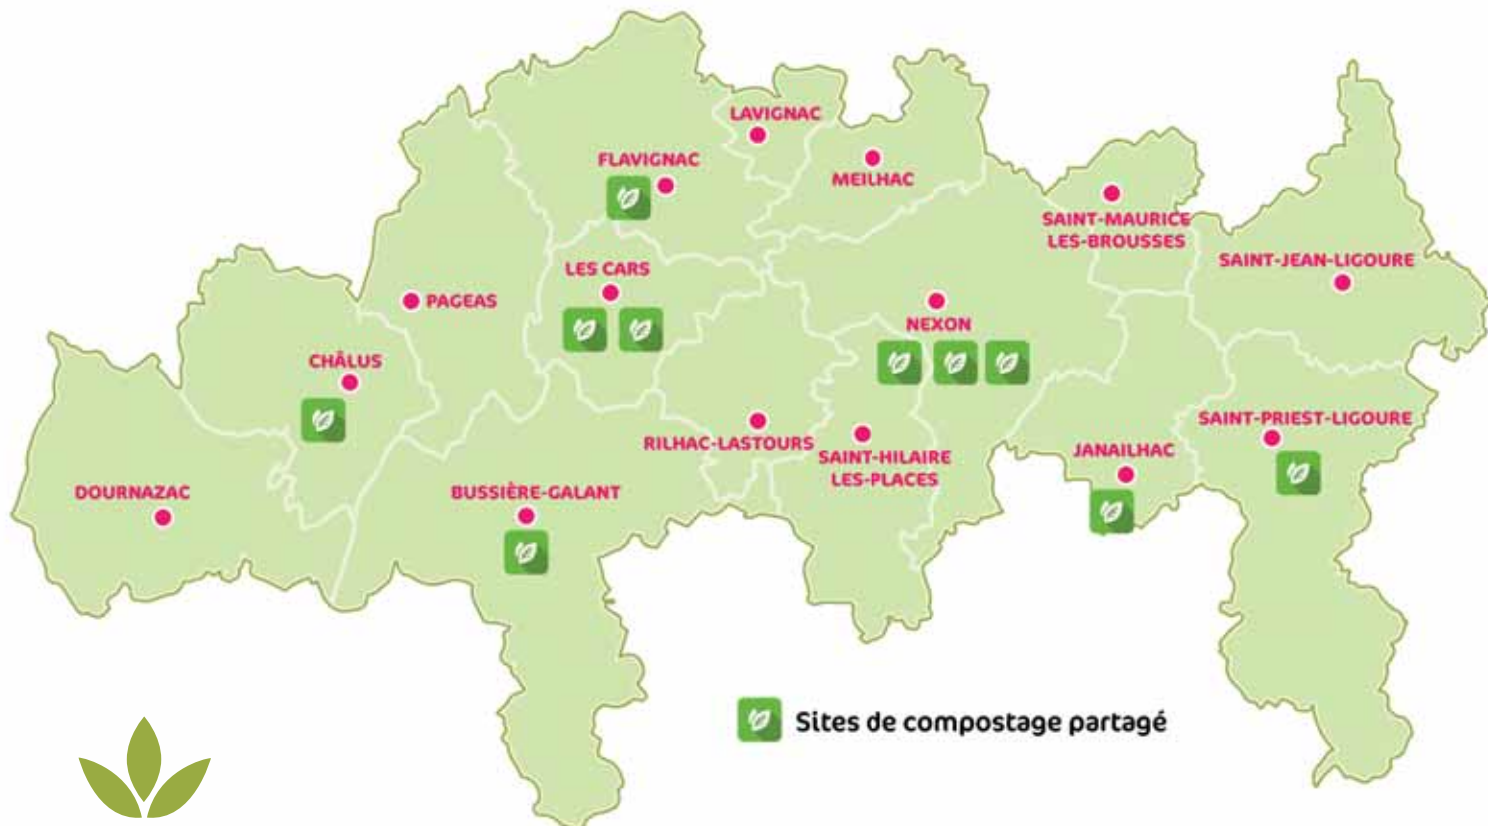 LAVIGNAC
FLAVIGNAC
MEILHAC
SAINT-MAURICE
LES-BROUSSES
SAINT-JEAN-LIGOURE
LES CARS
PAGEAS
NEXON
CHÂLUS
SAINT-PRIEST-LIGOURE
RILHAC-LASTOURS
SAINT-HILAIRE
LES-PLACES
JANAILHAC
DOURNAZAC
BUSSIÈRE-GALANT
Sites de compostage partagé